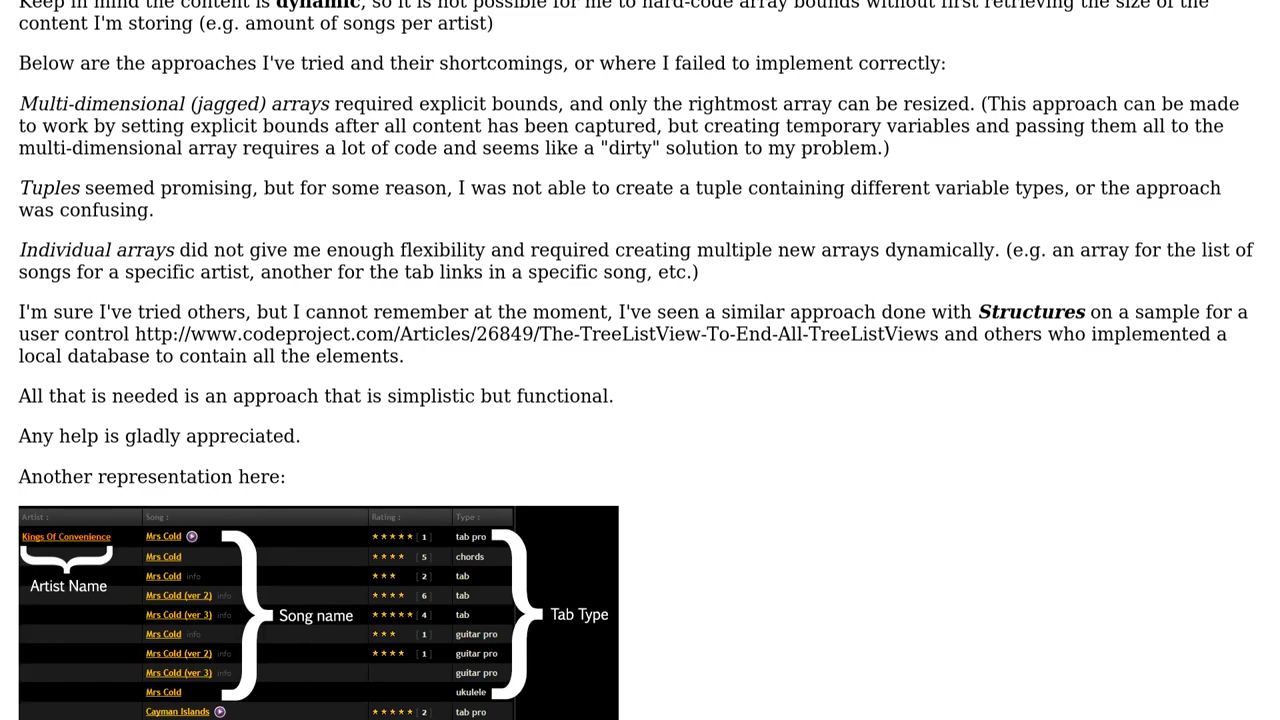 Keep in mind the content is dynamic, so it is not possible for me to hard-code array bounds without first retrieving the size of the
content I'm storing (e.g. amount of songs per artist)
Below are the approaches I've tried and their shortcomings, or where I failed to implement correctly:
Multi-dimensional (jagged) arrays required explicit bounds, and only the rightmost array can be resized. (This approach can be made
to work by setting explicit bounds after all content has been captured, but creating temporary variables and passing them all to the
multi-dimensional array requires a lot of code and seems like a "dirty" solution to my problem.)
Tuples seemed promising, but for some reason, I was not able to create a tuple containing different variable types, or the approach
was confusing.
Individual arrays did not give me enough flexibility and required creating multiple new arrays dynamically. (e.g. an array for the list of
songs for a specific artist, another for the tab links in a specific song, etc.)
I'm sure I've tried others, but I cannot remember at the moment, I've seen a similar approach done with Structures on a sample for a
user control http://www.codeproject.com/Articles/26849/The-TreeListView-To-End-All-TreeListViews and others who implemented a
local database to contain all the elements.
All that is needed is an approach that is simplistic but functional.
Any help is gladly appreciated.
Another representation here:
Artist : Song : Rating : Type :
Kings Of Convenience Mrs Cold [ 1 ] tab pro
Mrs Cold [ 5 ] chords
Artist Name
Mrs Cold info [ 2 ] tab
Mrs Cold (ver 2) info [ 6 ] tab
Mrs Cold (ver 3) info [ 4 ] tab
Song name
Tab Type
Mrs Cold info [ 1 ] guitar pro
Mrs Cold (ver 2) info [ 1 ] guitar pro
Mrs Cold (ver 3) info guitar pro
Mrs Cold ukulele
Cayman Islands [ 2 ] tab pro